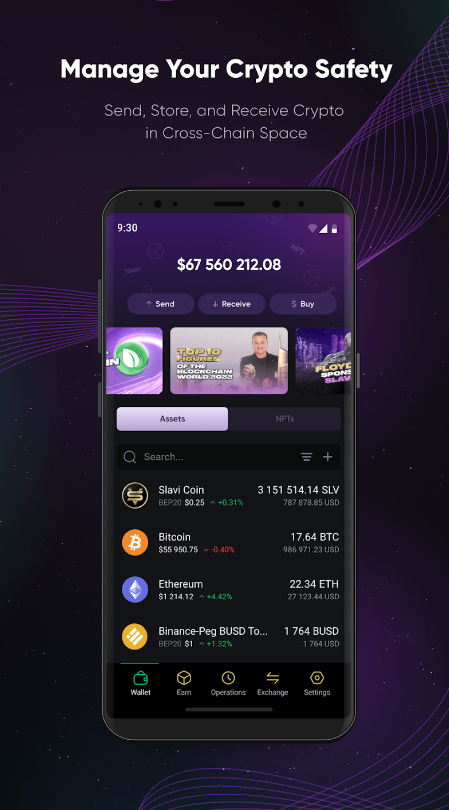 Manage Your Crypto Safety
Send, Store, and Receive Crypto
in Cross-Chain Space
9:30
NFT
Token
$67 560 212.08
↑ Send
↓ Receive
$ Buy
IN
TOP 10
FIGURES
OF THE
BLOCKCHAIN
WORLD 2022
FLOYD
SPONS
SLAV
Assets
NFTs
Search...
Slavi Coin 3 151 514.14 SLV
BEP20 $0.25 +0.31% 787 878.85 USD
Bitcoin 17.64 BTC
$55 950.75 -0.40% 986 971.23 USD
Ethereum 22.34 ETH
$1 214.12 +4.42% 27 123.44 USD
Binance-Peg BUSD To... 1 764 BUSD
BEP20 $1 +1.32% 1 764 USD
Wallet
Earn
Operations
Exchange
Settings